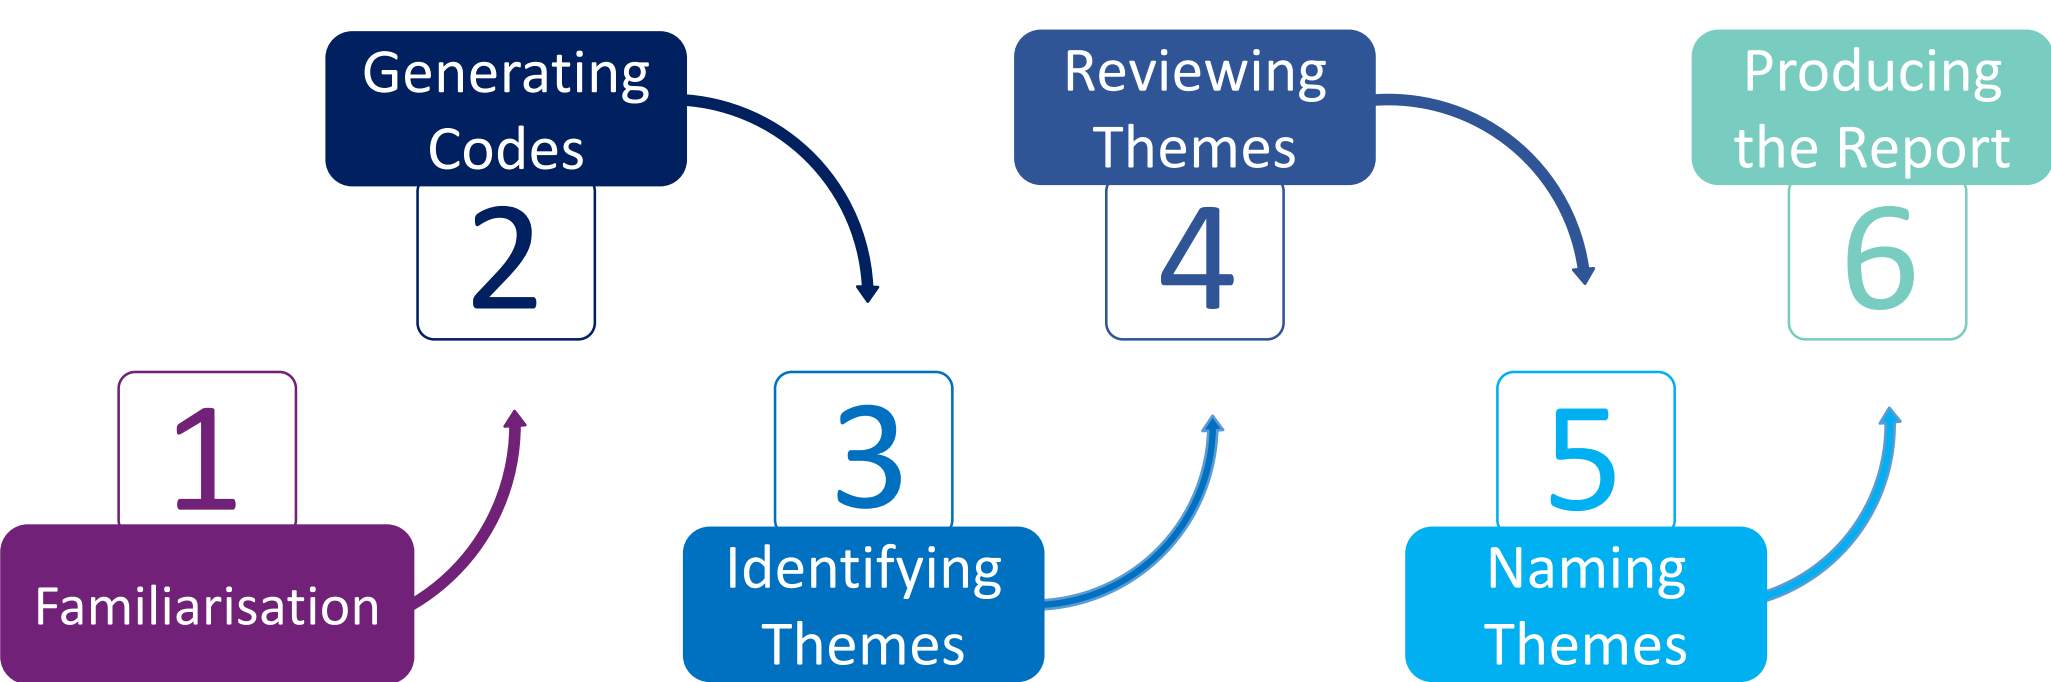 1
Familiarisation
Generating
Codes
2
3
Identifying
Themes
Reviewing
Themes
4
5
Naming
Themes
Producing
the Report
6